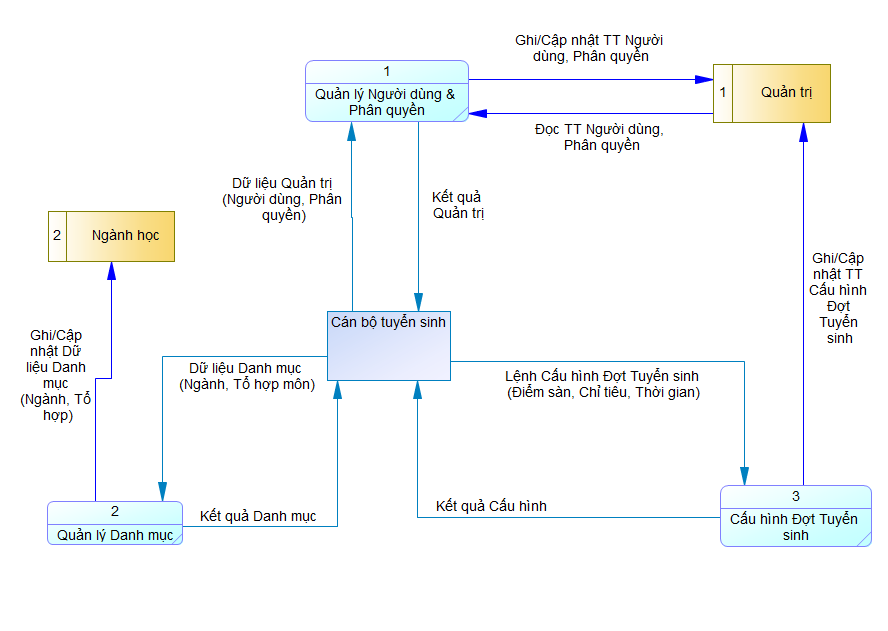 Ghi/Cập nhật TT Người
dùng, Phân quyền
1
Quản lý Người dùng &
Phân quyền
1
Quản trị
Đọc TT Người dùng,
Phân quyền
Dữ liệu Quản trị
(Người dùng, Phân
quyền)
Kết quả
Quản trị
2
Ngành học
Ghi/Cập
nhật TT
Cấu hình
Đợt
Tuyển
sinh
Cán bộ tuyển sinh
Ghi/Cập
nhật Dữ
liệu Danh
mục
(Ngành, Tổ
hợp)
Dữ liệu Danh mục
(Ngành, Tổ hợp môn)
Lệnh Cấu hình Đợt Tuyển sinh
(Điểm sàn, Chỉ tiêu, Thời gian)
2
Quản lý Danh mục
Kết quả Danh mục
Kết quả Cấu hình
3
Cấu hình Đợt Tuyển
sinh